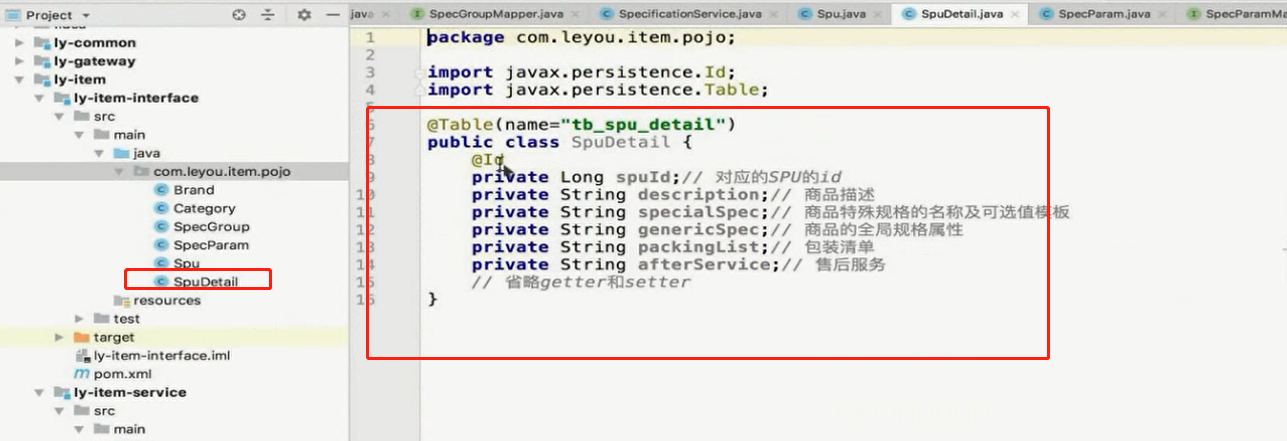 Project
java
SpecGroupMapper.java
SpecificationService.java
Spu.java
SpuDetail.java
SpecParam.java
SpecParamMa
ly-common
ly-gateway
ly-item
ly-item-interface
src
main
java
com.leyou.item.pojo
Brand
Category
SpecGroup
SpecParam
Spu
SpuDetail
resources
test
target
ly-item-interface.iml
pom.xml
ly-item-service
src
main
1 package com.leyou.item.pojo;
2
3 import javax.persistence.Id;
4 import javax.persistence.Table;
5
6 @Table(name="tb_spu_detail")
7 public class SpuDetail {
8 @Id
9 private Long spuId;// 对应的SPU的id
10 private String description;// 商品描述
11 private String specialSpec;// 商品特殊规格的名称及可选值模板
12 private String genericSpec;// 商品的全局规格属性
13 private String packingList;// 包装清单
14 private String afterService;// 售后服务
15 // 省略getter和setter
16 }